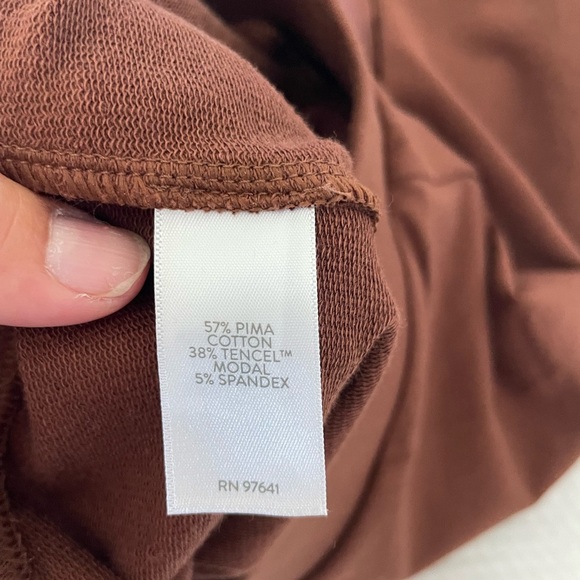 57% PIMA
COTTON
38% TENCEL™
MODAL
5% SPANDEX
RN 97641